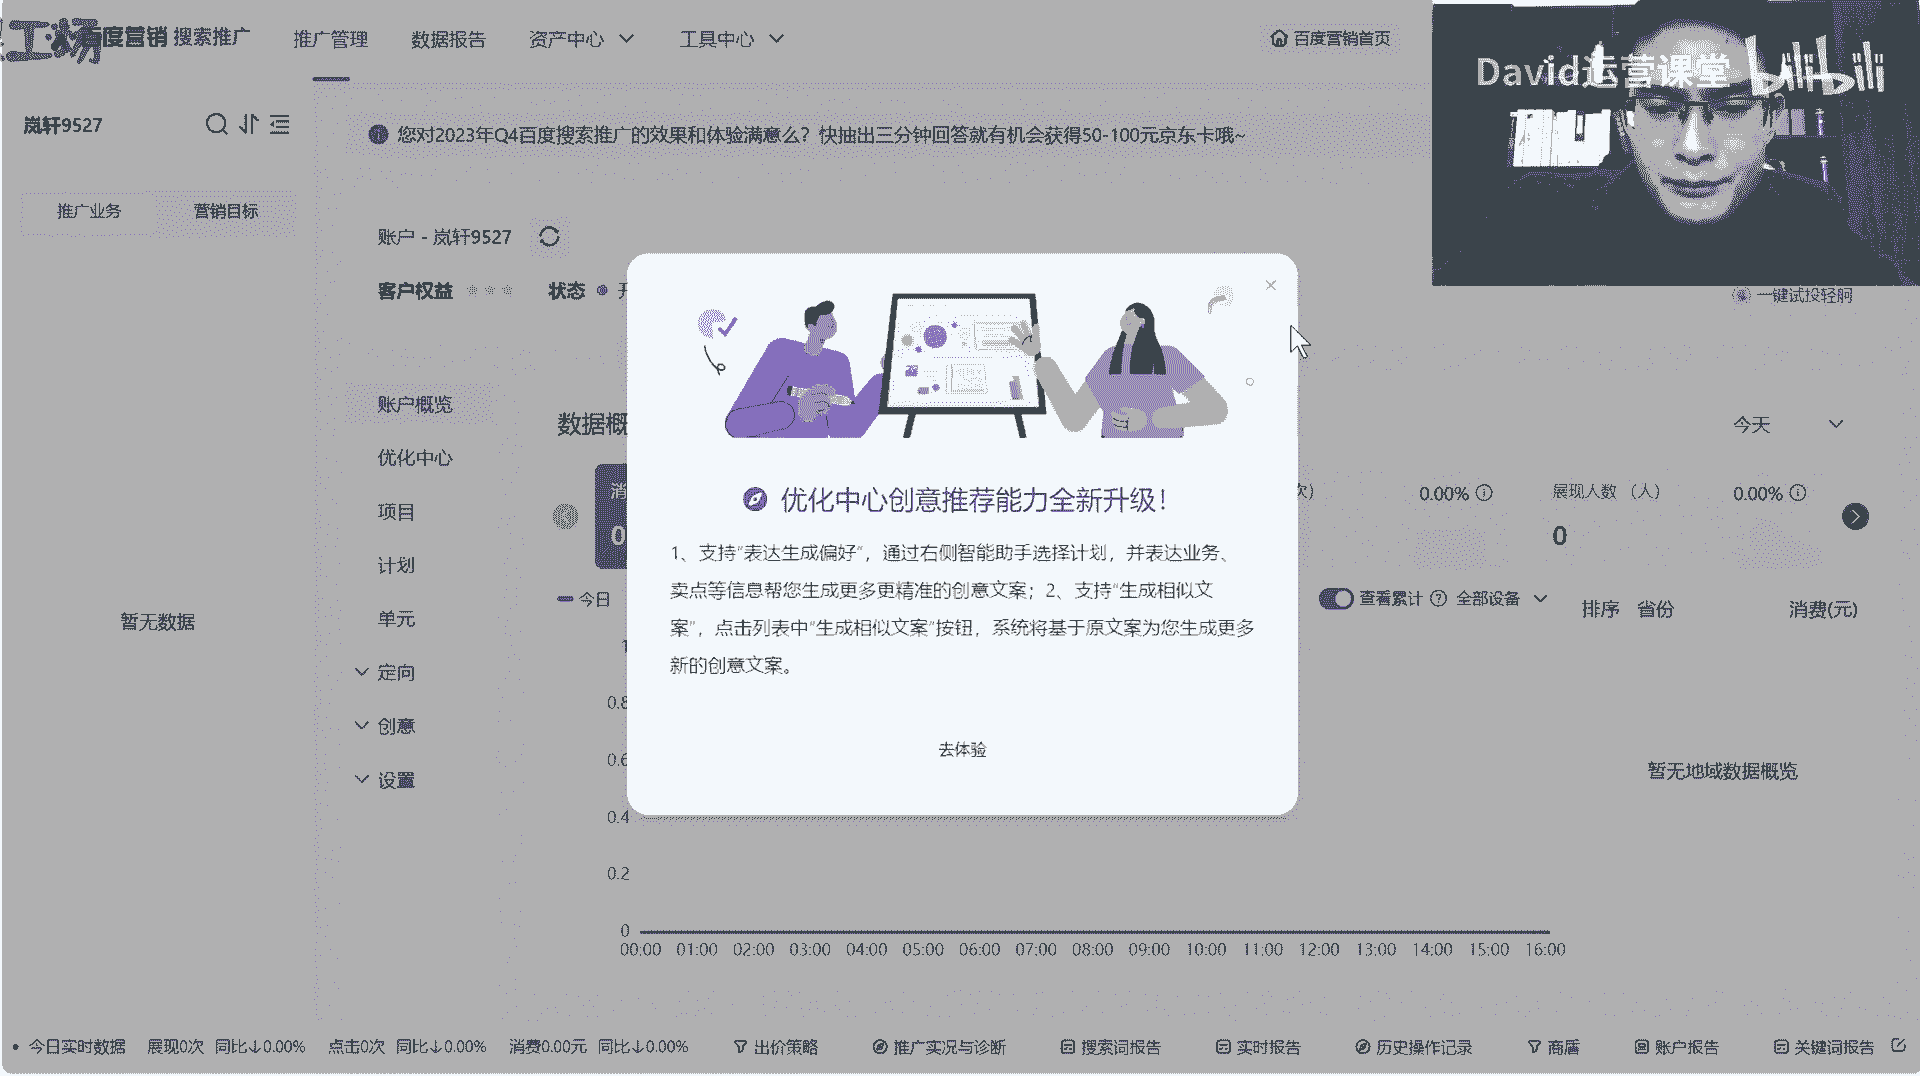 工场
百度营销 搜索推广
推广管理
数据报告
资产中心
工具中心
百度营销首页
David运营课堂
bilibili
岚轩9527
您对2023年Q4百度搜索推广的效果和体验满意么？快抽出三分钟回答就有机会获得50-100元京东卡哦~
推广业务
营销目标
账户 - 岚轩9527
客户权益
状态
一键试投轻舸
账户概览
优化中心
项目
计划
单元
定向
创意
设置
暂无数据
数据概
今天
消
0
次）
0.00%
展现人数 （人）
0.00%
0
今日
查看累计
全部设备
排序
省份
消费(元)
优化中心创意推荐能力全新升级！
1、支持“表达生成偏好”，通过右侧智能助手选择计划，并表达业务、
卖点等信息帮您生成更多更精准的创意文案；2、支持“生成相似文
案”，点击列表中“生成相似文案”按钮，系统将基于原文案为您生成更多
新的创意文案。
去体验
暂无地域数据概览
1
0.8
0.6
0.4
0.2
0
00:00 01:00 02:00 03:00 04:00 05:00 06:00 07:00 08:00 09:00 10:00 11:00 12:00 13:00 14:00 15:00 16:00
今日实时数据 展现0次 同比↓0.00% 点击0次 同比↓0.00% 消费0.00元 同比↓0.00%
出价策略
推广实况与诊断
搜索词报告
实时报告
历史操作记录
商盾
账户报告
关键词报告